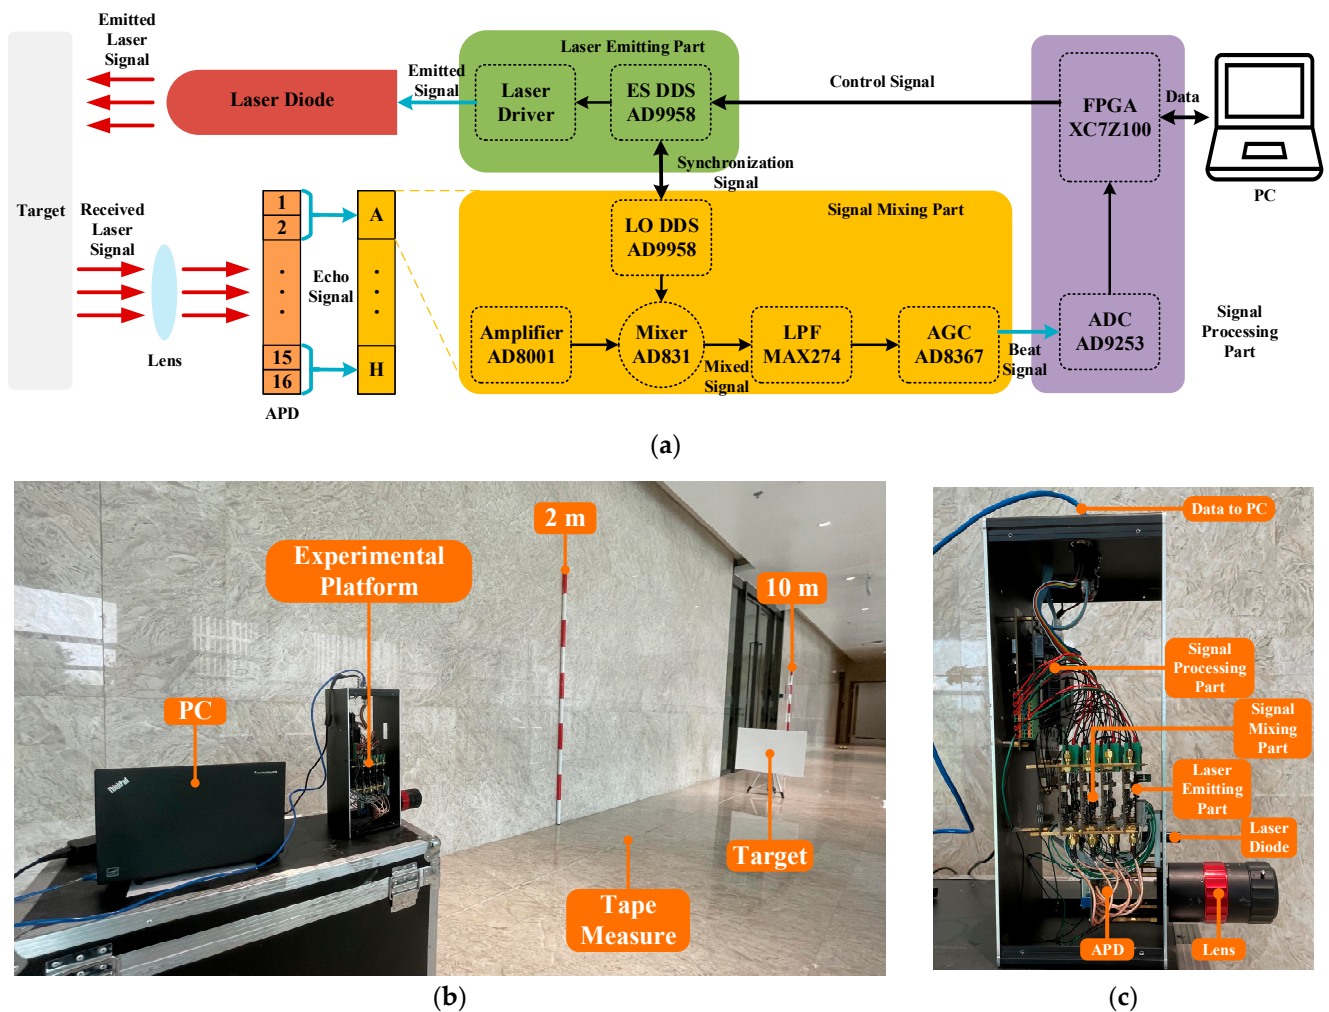 Emitted
Laser
Signal
Laser Diode
Emitted
Signal
Laser Emitting Part
Laser
Driver
ES DDS
AD9958
Control Signal
FPGA
XC7Z100
Data
PC
Synchronization
Signal
Target
Received
Laser
Signal
Lens
1
2
15
16
APD
Echo
Signal
A
H
Signal Mixing Part
LO DDS
AD9958
Amplifier
AD8001
Mixer
AD831
Mixed
Signal
LPF
MAX274
AGC
AD8367
Beat
Signal
ADC
AD9253
Signal
Processing
Part
(a)
2 m
Experimental
Platform
10 m
PC
ThinkPad
Target
Tape
Measure
(b)
Data to PC
Signal
Processing
Part
Signal
Mixing
Part
Laser
Emitting
Part
Laser
Diode
APD
Lens
(c)